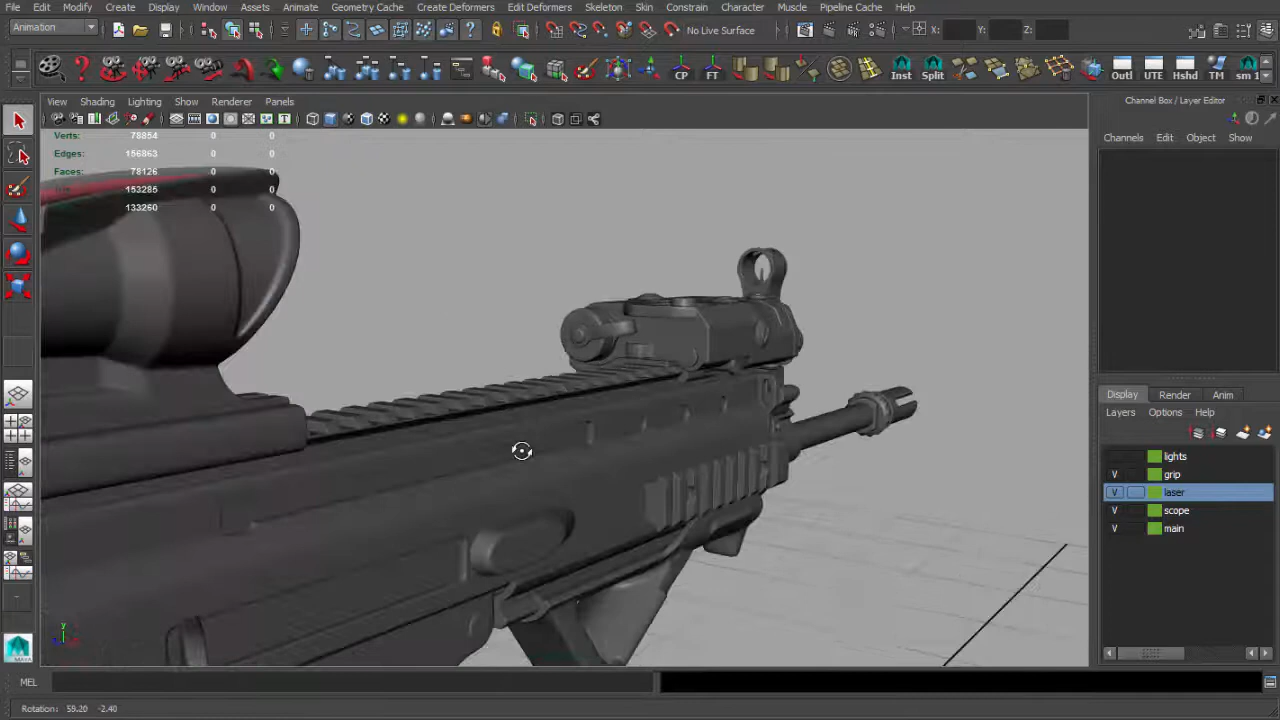 File Edit Modify Create Display Window Assets Animate Geometry Cache Create Deformers Edit Deformers Skeleton Skin Constrain Character Muscle Pipeline Cache Help
Animation No Live Surface X: Y: Z:
CP FT Inst Split Outl UTE Hshd TM sm 1
View Shading Lighting Show Renderer Panels
Channel Box / Layer Editor
Channels Edit Object Show
Verts: 78854 0 0
Edges: 156863 0 0
Faces: 78126 0 0
153285 0 0
133260 0 0
Display Render Anim
Layers Options Help
lights
V grip
V laser
V scope
V main
y
MEL
Rotation: 59.20 -2.40